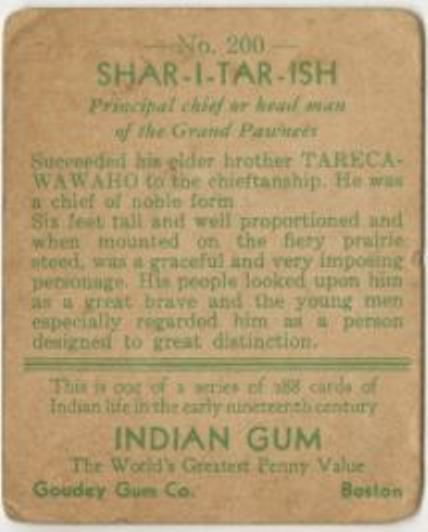 —No. 200—
SHAR-I-TAR-ISH
Principal chief or head man
of the Grand Pawnees
Succeeded his elder brother TARECA-
WAWAHO to the chieftanship. He was
a chief of noble form
Six feet tall and well proportioned and
when mounted on the fiery prairie
steed, was a graceful and very imposing
personage. His people looked upon him
as a great brave and the young men
especially regarded him as a person
designed to great distinction.
This is one of a series of 288 cards of
Indian life in the early nineteenth century
INDIAN GUM
The World's Greatest Penny Value
Goudey Gum Co. Boston